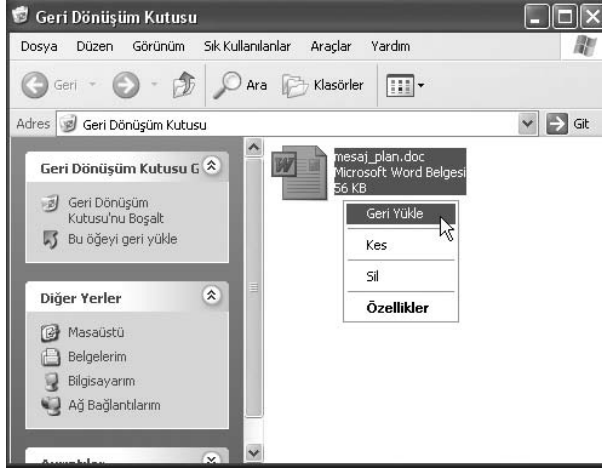 Geri Dönüşüm Kutusu
Dosya Düzen Görünüm Sık Kullanılanlar Araçlar Yardım
Geri Ara Klasörler
Adres Geri Dönüşüm Kutusu Git
Geri Dönüşüm Kutusu G
Geri Dönüşüm
Kutusu'nu Boşalt
Bu öğeyi geri yükle
Diğer Yerler
Masaüstü
Belgelerim
Bilgisayarım
Ağ Bağlantılarım
mesaj_plan.doc
Microsoft Word Belgesi
56 KB
Geri Yükle
Kes
Sil
Özellikler